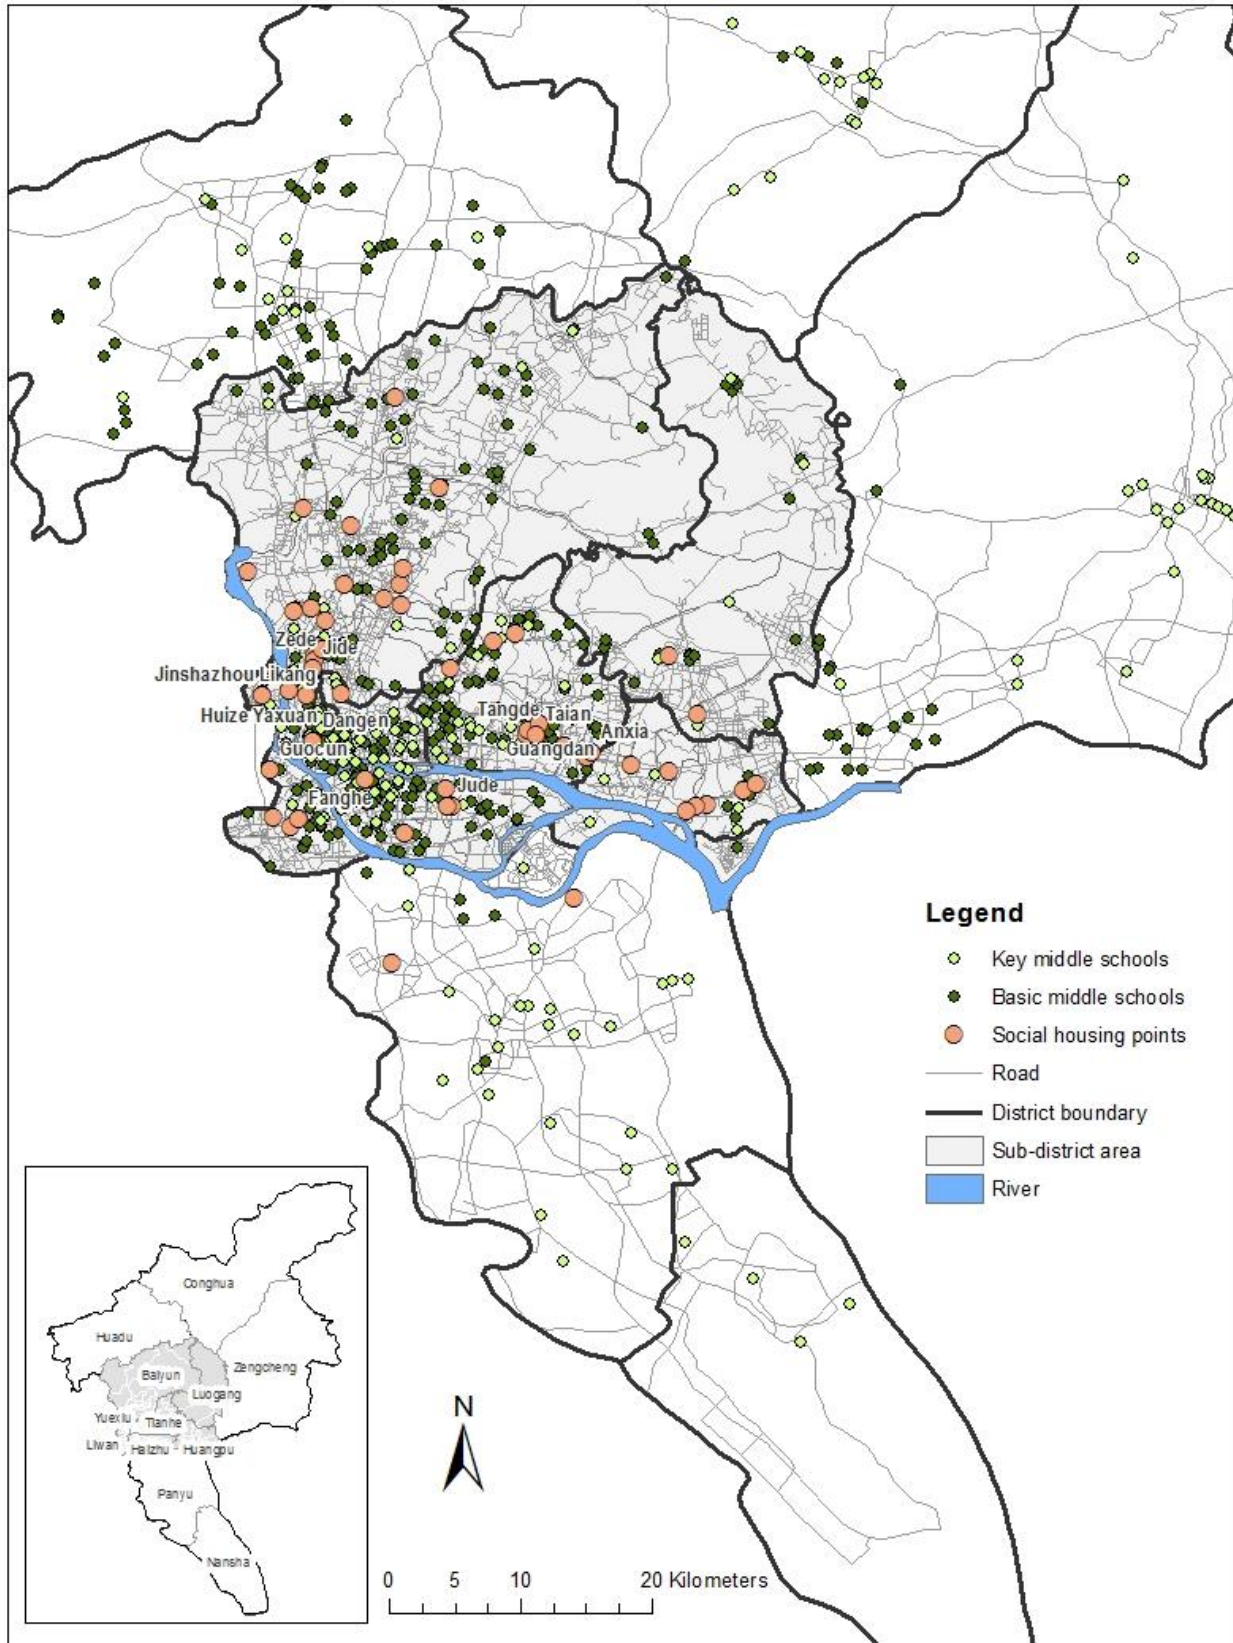 Zede
Jide
Jinshazhou Likang
Huize Yaxuan Dangen
Tangde Taian
Anxia
Guocun
Guangdan
Fanghe
Jude
Legend
Key middle schools
Basic middle schools
Social housing points
Road
District boundary
Sub-district area
River
Conghua
Huadu
Baiyun
Zengcheng
Luogang
Yuexiu
Tianhe
Liwan
Haizhu
Huangpu
Panyu
Nansha
N
0 5 10 20 Kilometers